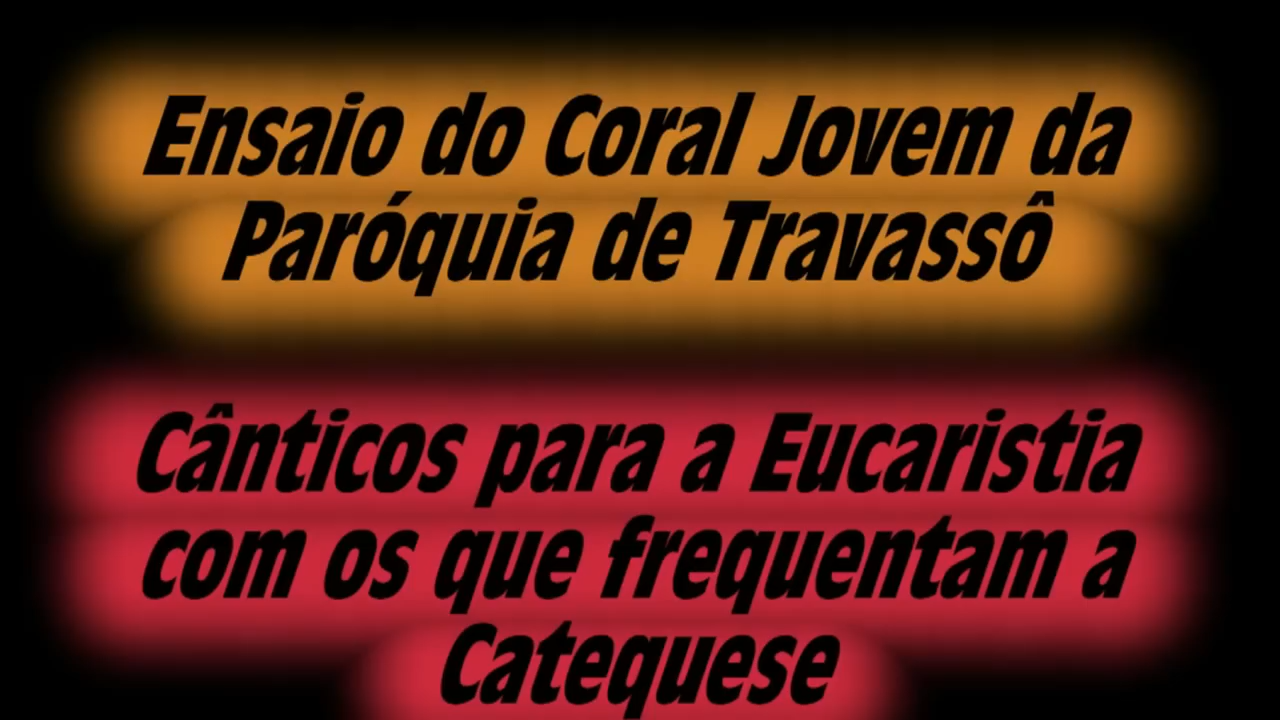 Ensaio do Coral Jovem da
Paróquia de Travassô
Cânticos para a Eucaristia
com os que frequentam a
Catequese